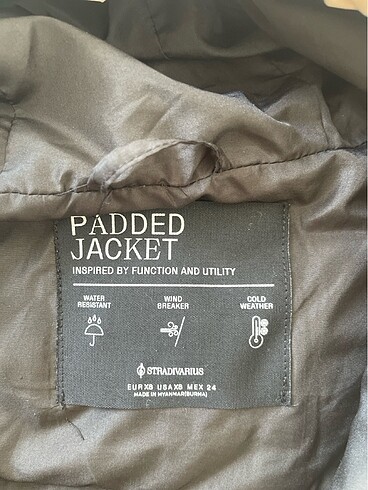 PADDED
JACKET
INSPIRED BY FUNCTION AND UTILITY
WATER
RESISTANT
WIND
BREAKER
COLD
WEATHER
STRADIVARIUS
EUR XS USA XS MEX 24
MADE IN MYANMAR(BURMA)